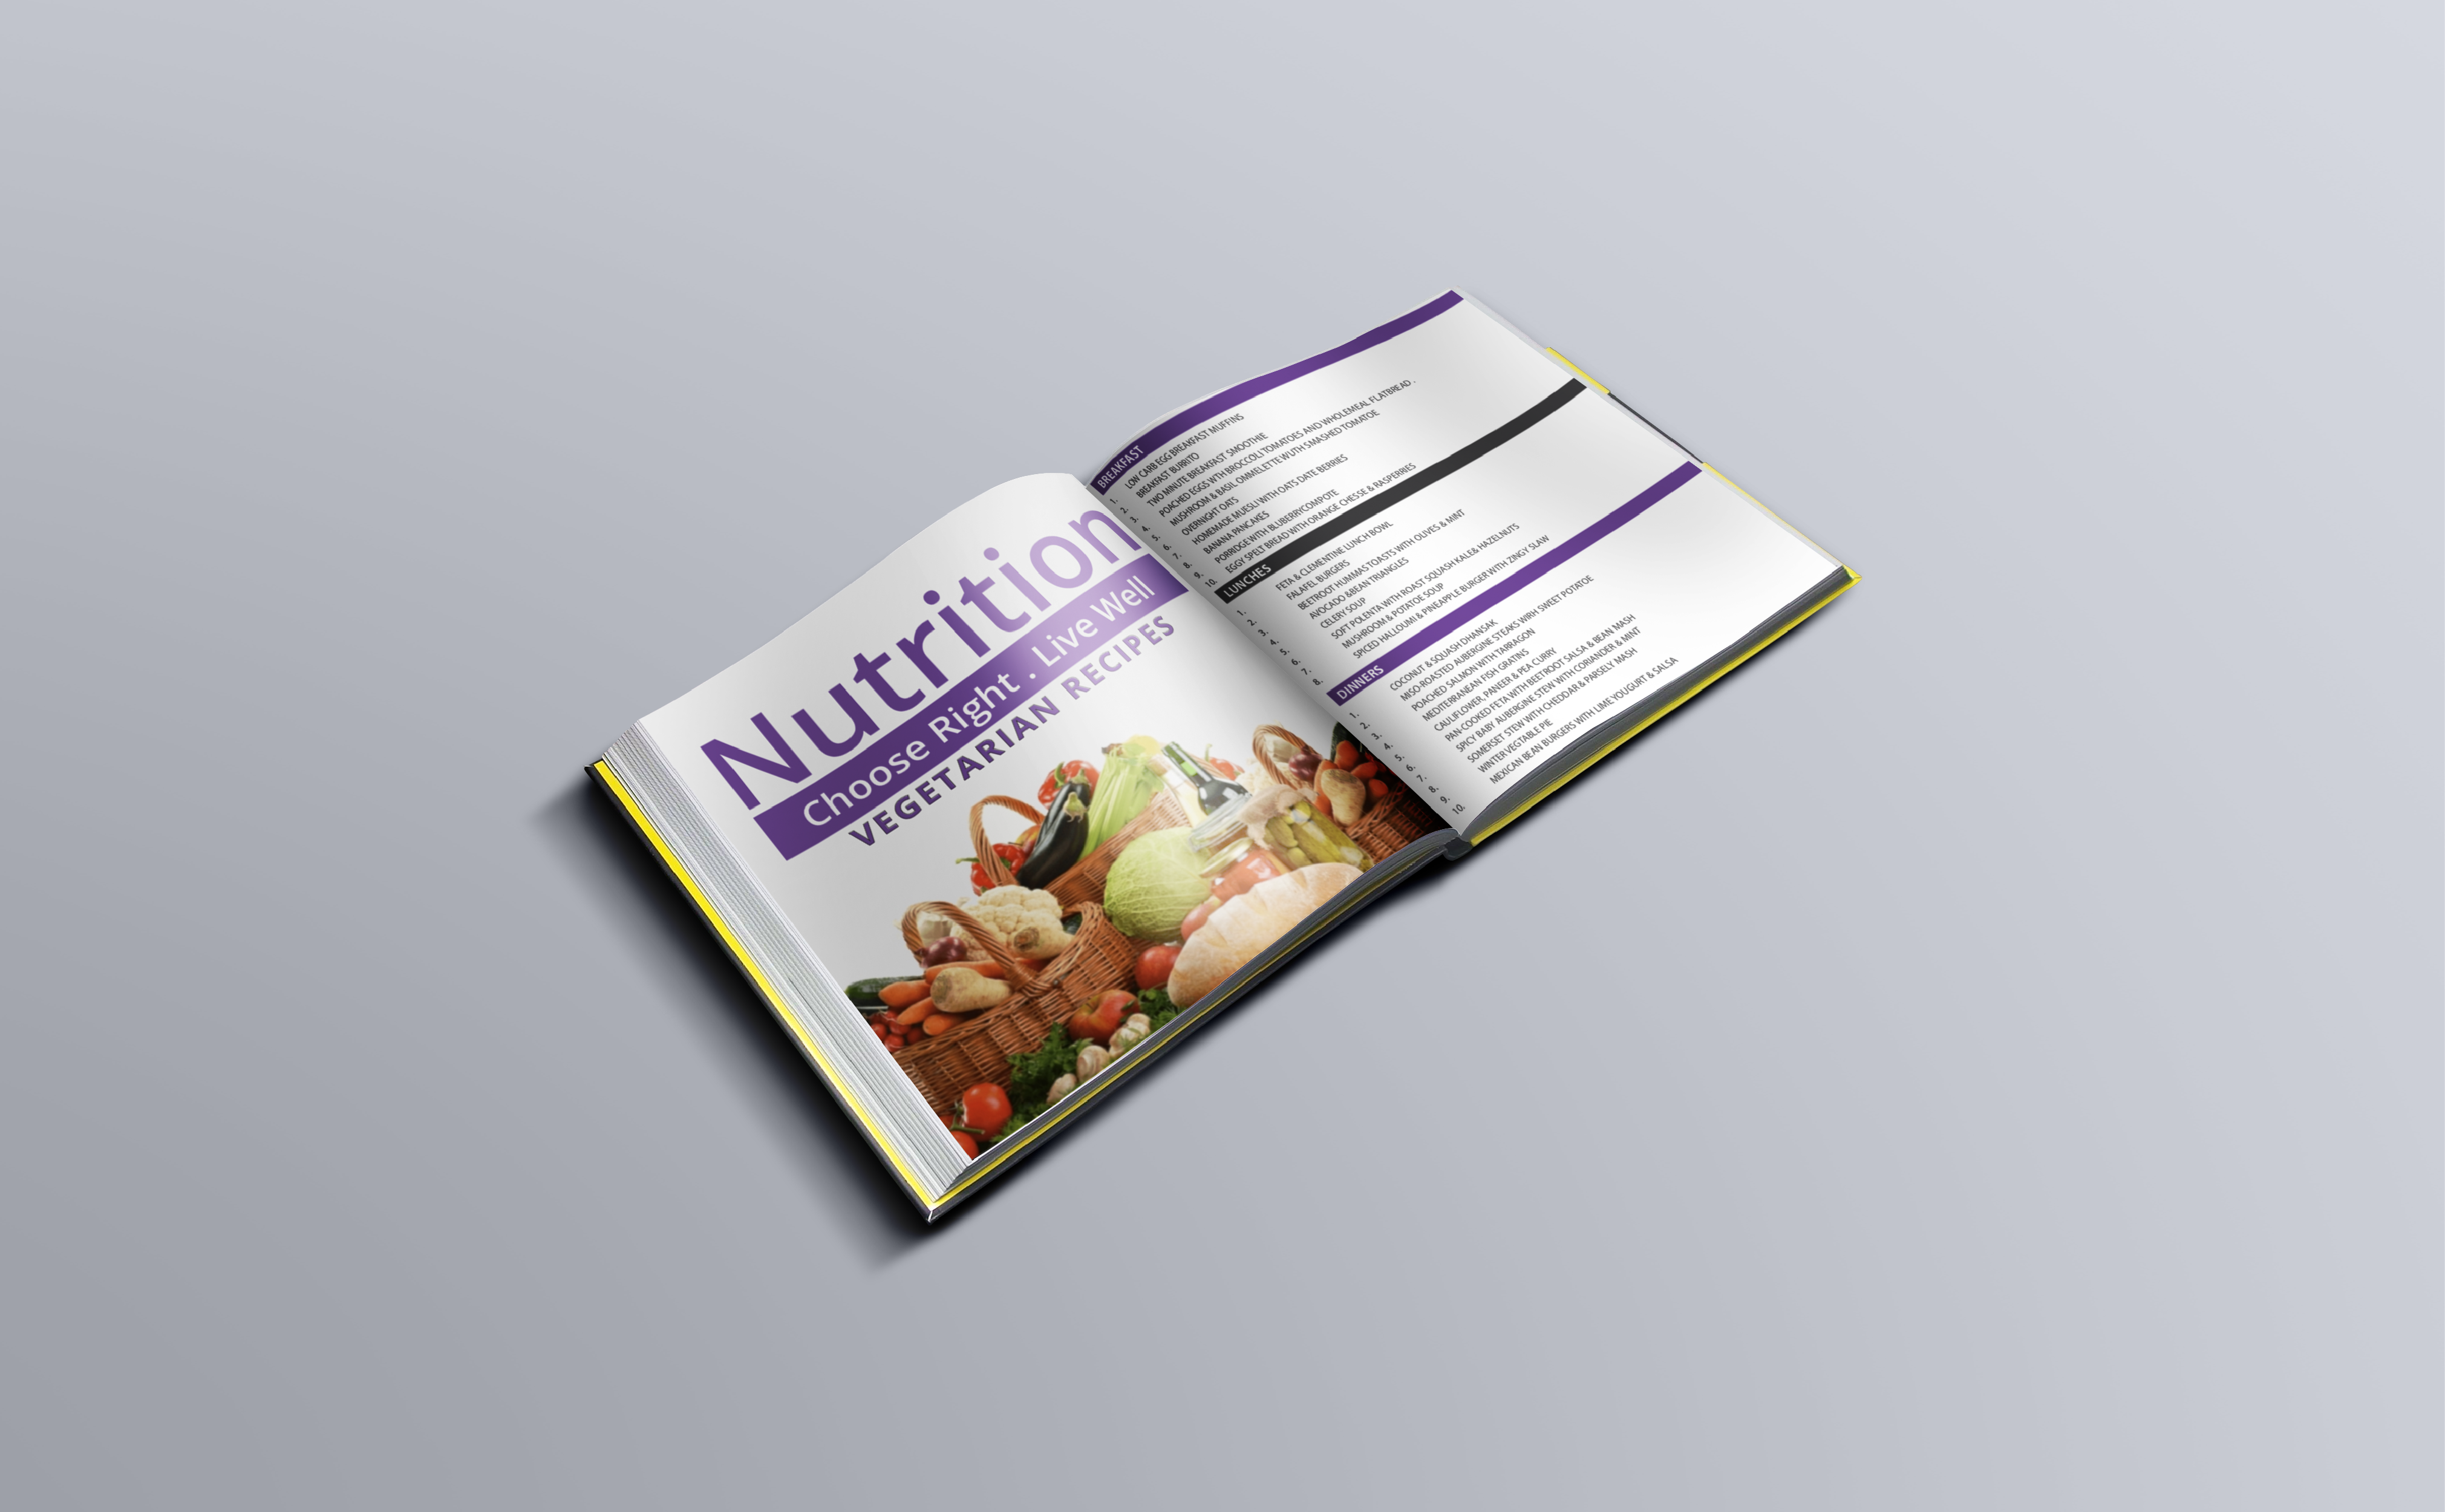 Nutrition
Choose Right . Live Well
VEGETARIAN RECIPES
BREAKFAST
1. LOW CARB EGG BREAKFAST MUFFINS
2. BREAKFAST BURRITO
3. TWO MINUTE BREAKFAST SMOOTHIE
4. POACHED EGGS WTH BROCCOLI TOMATOES AND WHOLEMEAL FLATBREAD .
5. MUSHROOM & BASIL OMMELETTE WUTH SMASHED TOMATOE
6. OVERNIGHT OATS
7. HOMEMADE MUESLI WITH OATS DATE BERRIES
8. BANANA PANCAKES
9. PORRIDGE WITH BLUBERRYCOMPOTE
10. EGGY SPELT BREAD WITH ORANGE CHESSE & RASPERRIES
LUNCHES
1. FETA & CLEMENTINE LUNCH BOWL
2. FALAFEL BURGERS
3. BEETROOT HUMMAS TOASTS WITH OLIVES & MINT
4. AVOCADO &BEAN TRIANGLES
5. CELERY SOUP
6. SOFT POLENTA WITH ROAST SQUASH KALE& HAZELNUTS
7. MUSHROOM & POTATOE SOUP
8. SPICED HALLOUMI & PINEAPPLE BURGER WITH ZINGY SLAW
DINNERS
1. COCONUT & SQUASH DHANSAK
2. MISO-ROASTED AUBERGINE STEAKS WIRH SWEET POTATOE
3. POACHED SALMON WITH TARRAGON
4. MEDITERRANEAN FISH GRATINS
5. CAULIFLOWER, PANEER & PEA CURRY
6. PAN-COOKED FETA WITH BEETROOT SALSA & BEAN MASH
7. SPICY BABY AUBERGINE STEW WITH CORIANDER & MINT
8. SOMERSET STEW WITH CHEDDAR & PARSELY MASH
9. WINTER VEGTABLE PIE
10. MEXICAN BEAN BURGERS WITH LIME YOUGURT & SALSA